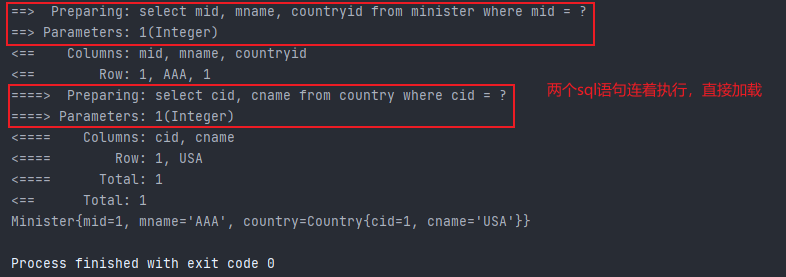 ==>  Preparing: select mid, mname, countryid from minister where mid = ?
==> Parameters: 1(Integer)
<==    Columns: mid, mname, countryid
<==        Row: 1, AAA, 1
====>  Preparing: select cid, cname from country where cid = ?
两个sql语句连着执行，直接加载
====> Parameters: 1(Integer)
<====    Columns: cid, cname
<====        Row: 1, USA
<====      Total: 1
<==      Total: 1
Minister{mid=1, mname='AAA', country=Country{cid=1, cname='USA'}}
Process finished with exit code 0